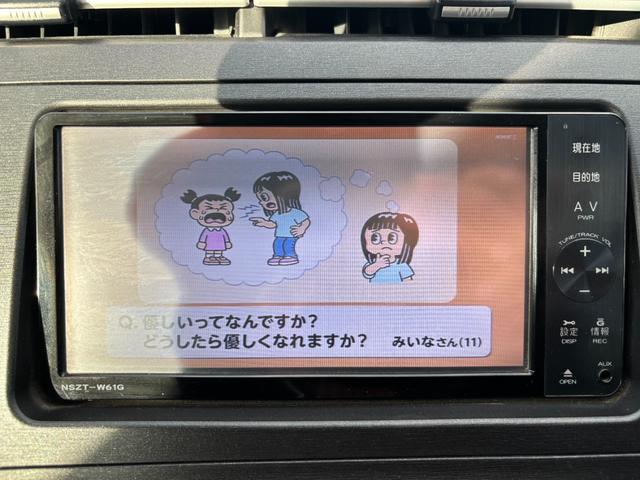 Q. 優しいってなんですか？
どうしたら優しくなれますか？ みいなさん(11)
NSZT-W61G
現在地
目的地
AV
PWR
TUNE/TRACK VOL
+
−
設定 情報
DISP REC
AUX
OPEN